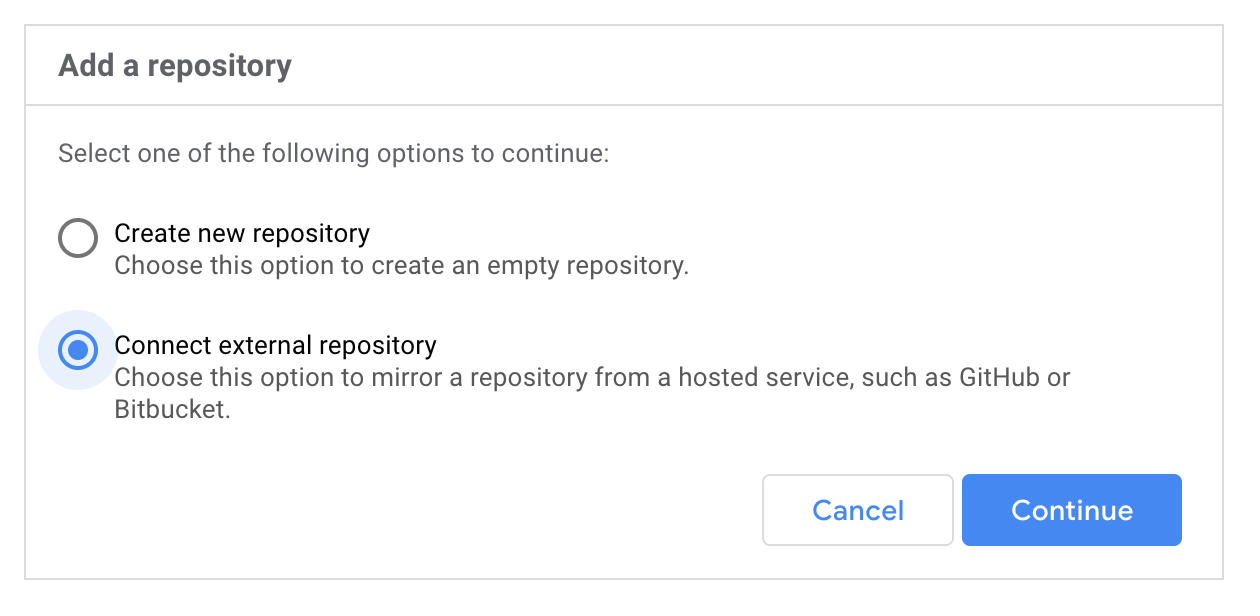 Add a repository
Select one of the following options to continue:
Create new repository
Choose this option to create an empty repository.
Connect external repository
Choose this option to mirror a repository from a hosted service, such as GitHub or
Bitbucket.
Cancel
Continue